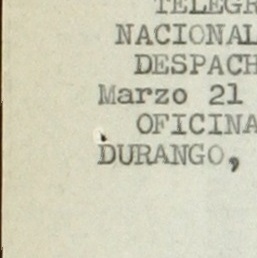 TELEGR
NACIONAL
DESPACH
Marzo 21
OFICINA
DURANGO,